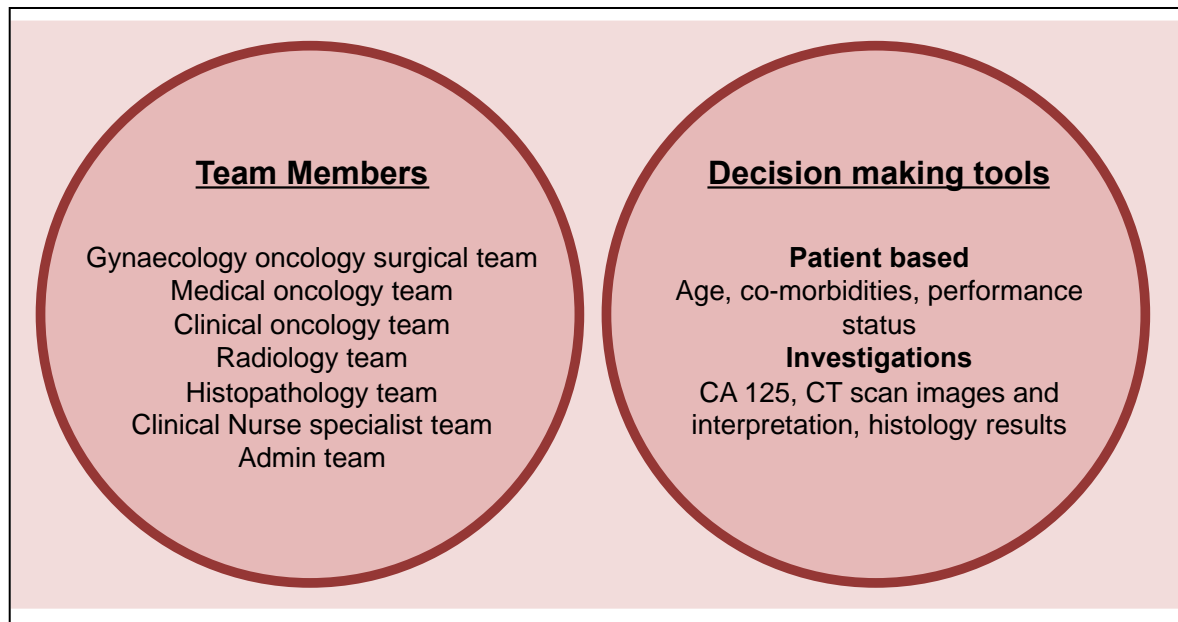 Team Members
Gynaecology oncology surgical team
Medical oncology team
Clinical oncology team
Radiology team
Histopathology team
Clinical Nurse specialist team
Admin team
Decision making tools
Patient based
Age, co-morbidities, performance
status
Investigations
CA 125, CT scan images and
interpretation, histology results